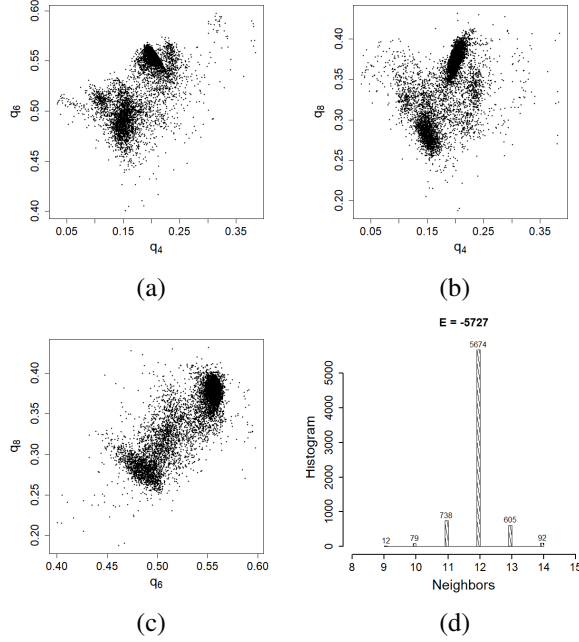 0.60
0.55
0.50
0.45
0.40
q6
0.05 0.15 0.25 0.35
q4
(a)
0.40
0.35
0.30
0.25
0.20
q8
0.05 0.15 0.25 0.35
q4
(b)
0.40
0.35
0.30
0.25
0.20
q8
0.40 0.45 0.50 0.55 0.60
q6
(c)
E = -5727
5000
4000
3000
2000
1000
0
Histogram
12 79 738 5674 605 92
8 9 10 11 12 13 14 15
Neighbors
(d)